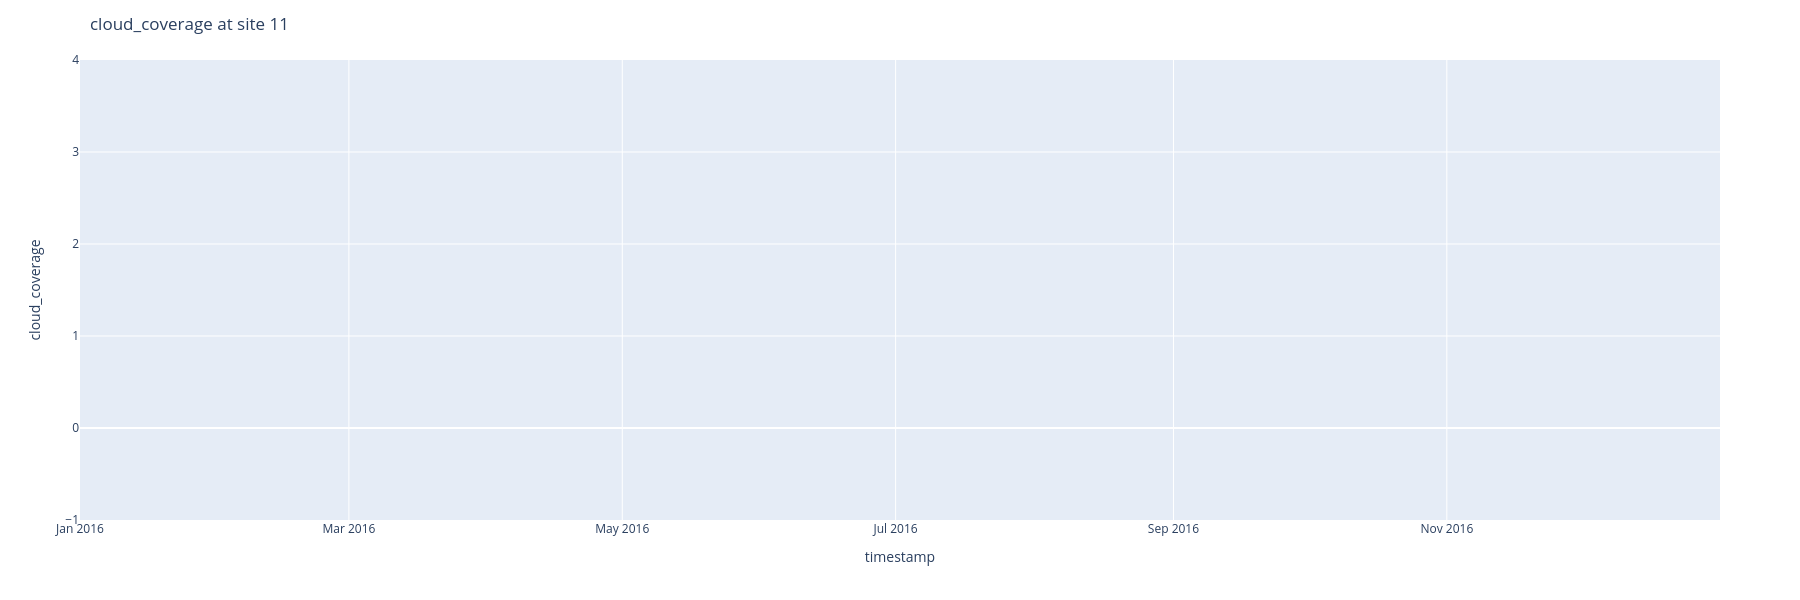 cloud_coverage at site 11
4
3
2
1
0
−1
cloud_coverage
Jan 2016 Mar 2016 May 2016 Jul 2016 Sep 2016 Nov 2016
timestamp